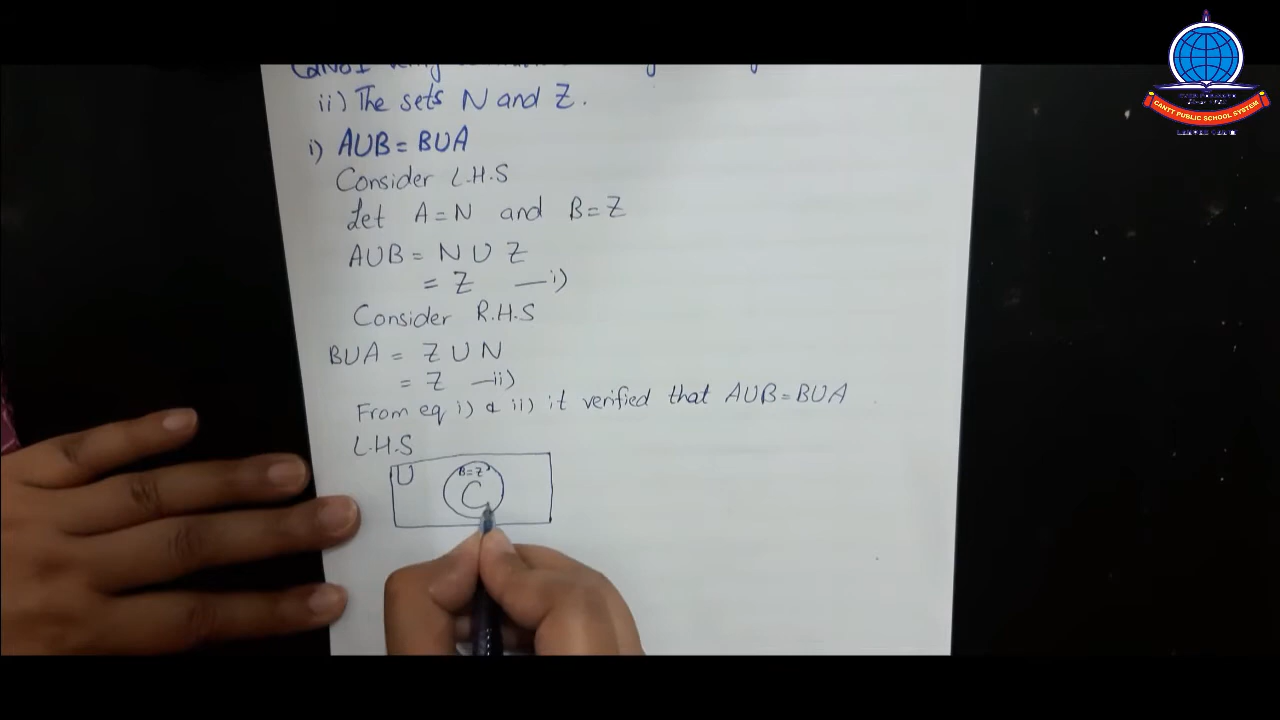 ii) The sets N and Z.
i) AUB = BUA
Consider L.H.S
Let A = N and B = Z
AUB = N U Z
= Z —i)
Consider R.H.S
BUA = Z U N
= Z —ii)
From eq i) & ii) it verified that AUB = BUA
L.H.S
U B = Z
CANTT PUBLIC SCHOOL SYSTEM